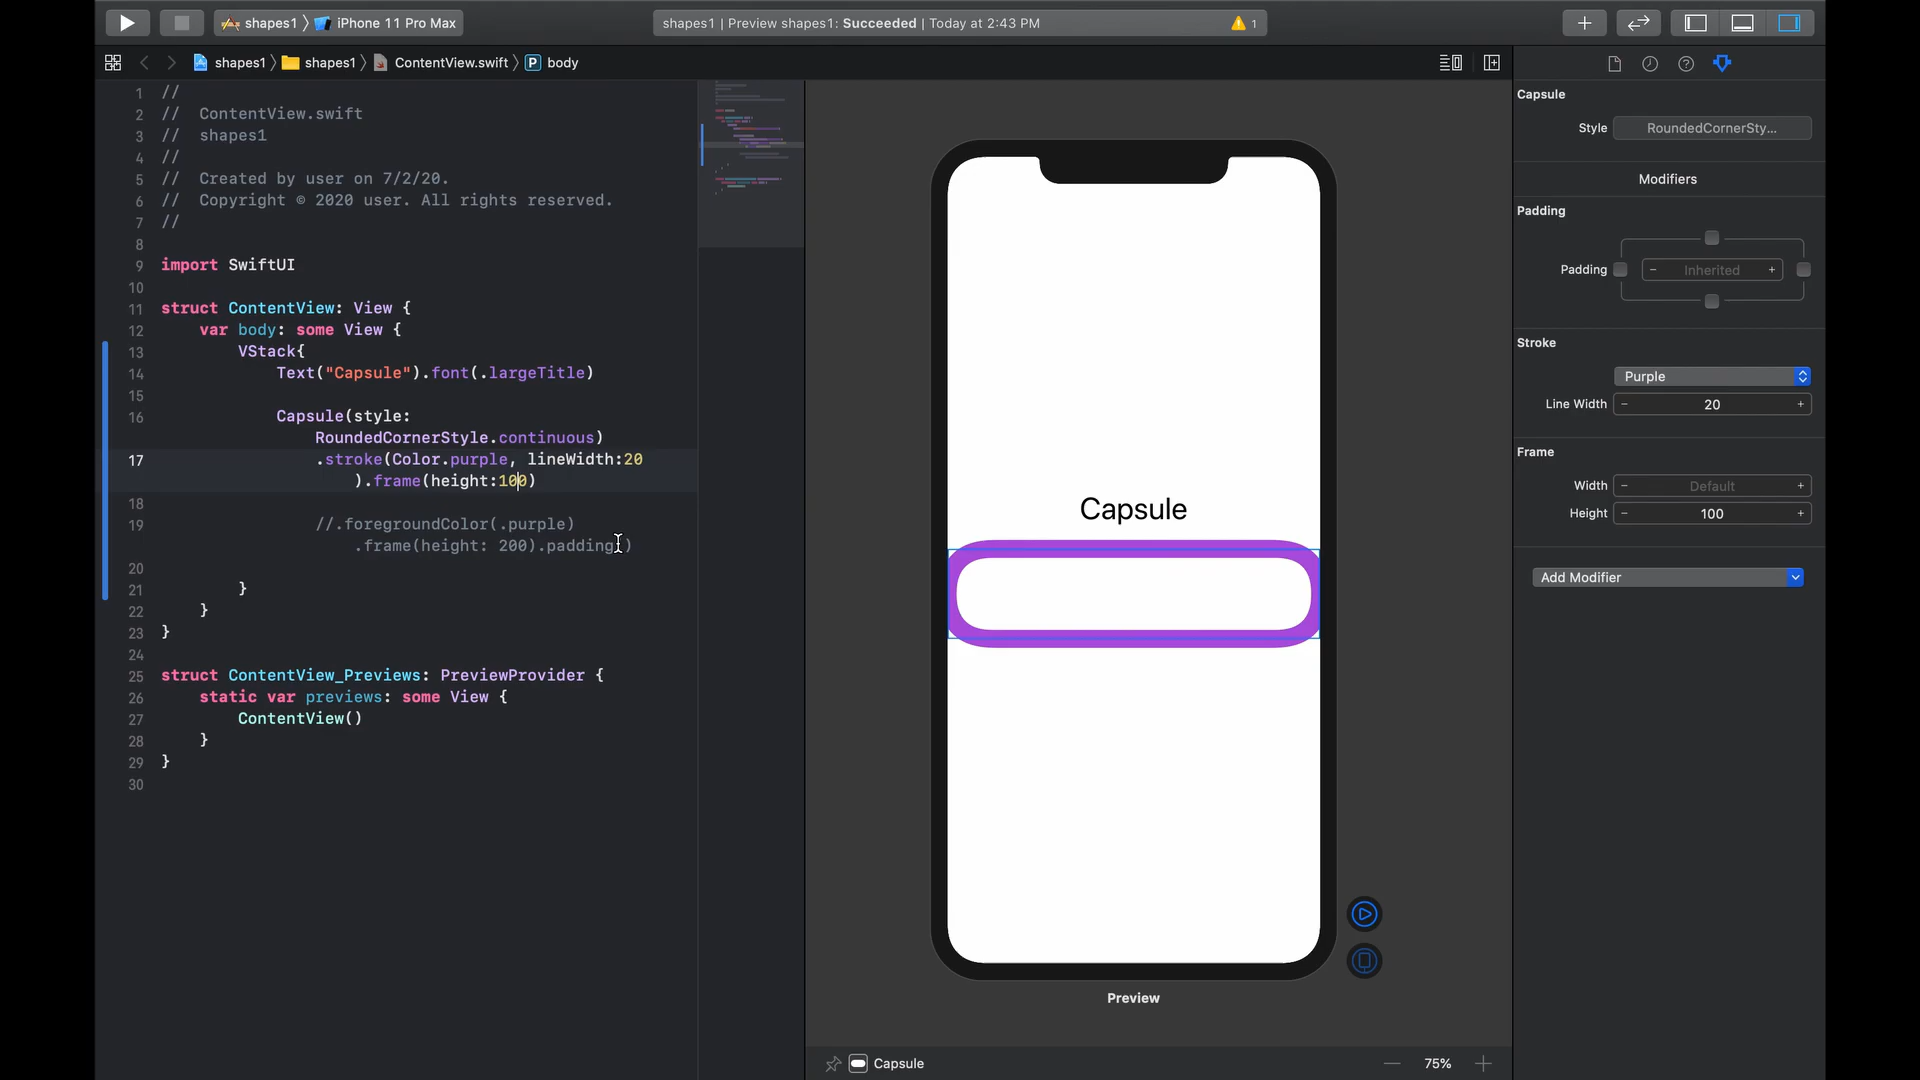 shapes1 〉 iPhone 11 Pro Max
shapes1 | Preview shapes1: Succeeded | Today at 2:43 PM
1
shapes1 〉 shapes1 〉 ContentView.swift 〉 P body
1 //
2 //  ContentView.swift
3 //  shapes1
4 //
5 //  Created by user on 7/2/20.
6 //  Copyright © 2020 user. All rights reserved.
7 //
8
9 import SwiftUI
10
11 struct ContentView: View {
12     var body: some View {
13         VStack{
14             Text("Capsule").font(.largeTitle)
15
16             Capsule(style:
                RoundedCornerStyle.continuous)
17                 .stroke(Color.purple, lineWidth:20
                    ).frame(height:100)
18
19                 //.foregroundColor(.purple)
                    .frame(height: 200).padding()
20
21         }
22     }
23 }
24
25 struct ContentView_Previews: PreviewProvider {
26     static var previews: some View {
27         ContentView()
28     }
29 }
30
Capsule
Preview
Capsule
75%
Capsule
Style RoundedCornerSty...
Modifiers
Padding
Padding − Inherited +
Stroke
Purple
Line Width − 20 +
Frame
Width − Default +
Height − 100 +
Add Modifier